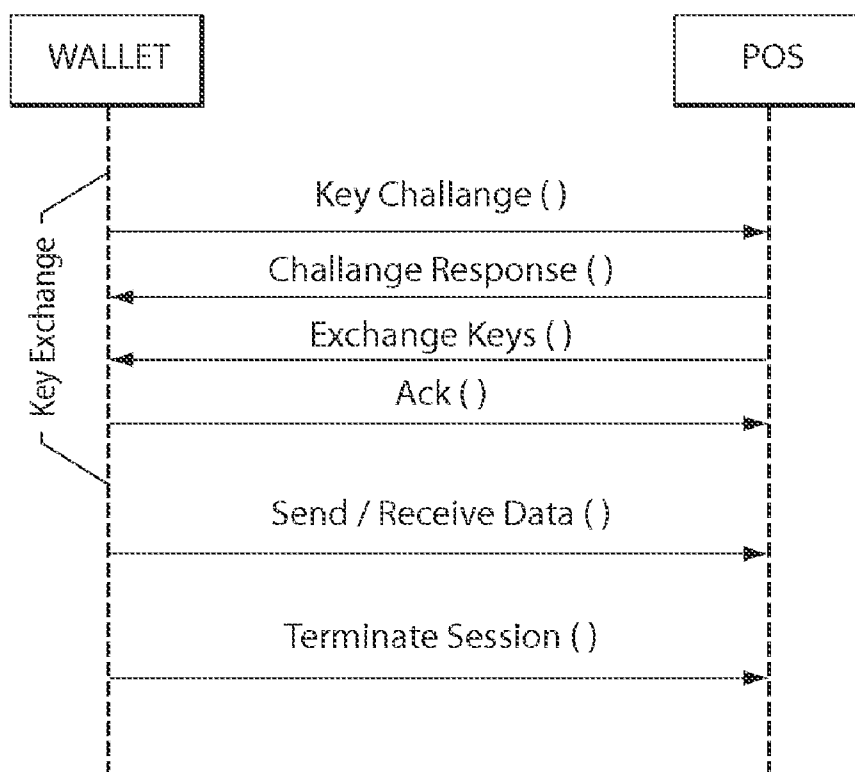 WALLET
POS
Key Exchange
Key Challange ( )
Challange Response ( )
Exchange Keys ( )
Ack ( )
Send / Receive Data ( )
Terminate Session ( )